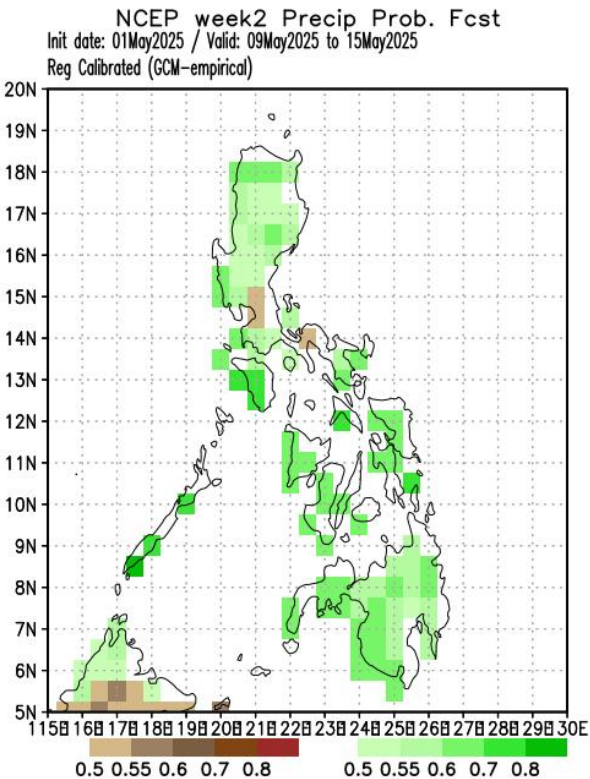 NCEP week2 Precip Prob. Fcst
Init date: 01May2025 / Valid: 09May2025 to 15May2025
Reg Calibrated (GCM-empirical)
20N
19N
18N
17N
16N
15N
14N
13N
12N
11N
10N
9N
8N
7N
6N
5N
115E 116E 117E 118E 119E 120E 121E 122E 123E 124E 125E 126E 127E 128E 129E 130E
0.5 0.55 0.6 0.7 0.8 0.5 0.55 0.6 0.7 0.8